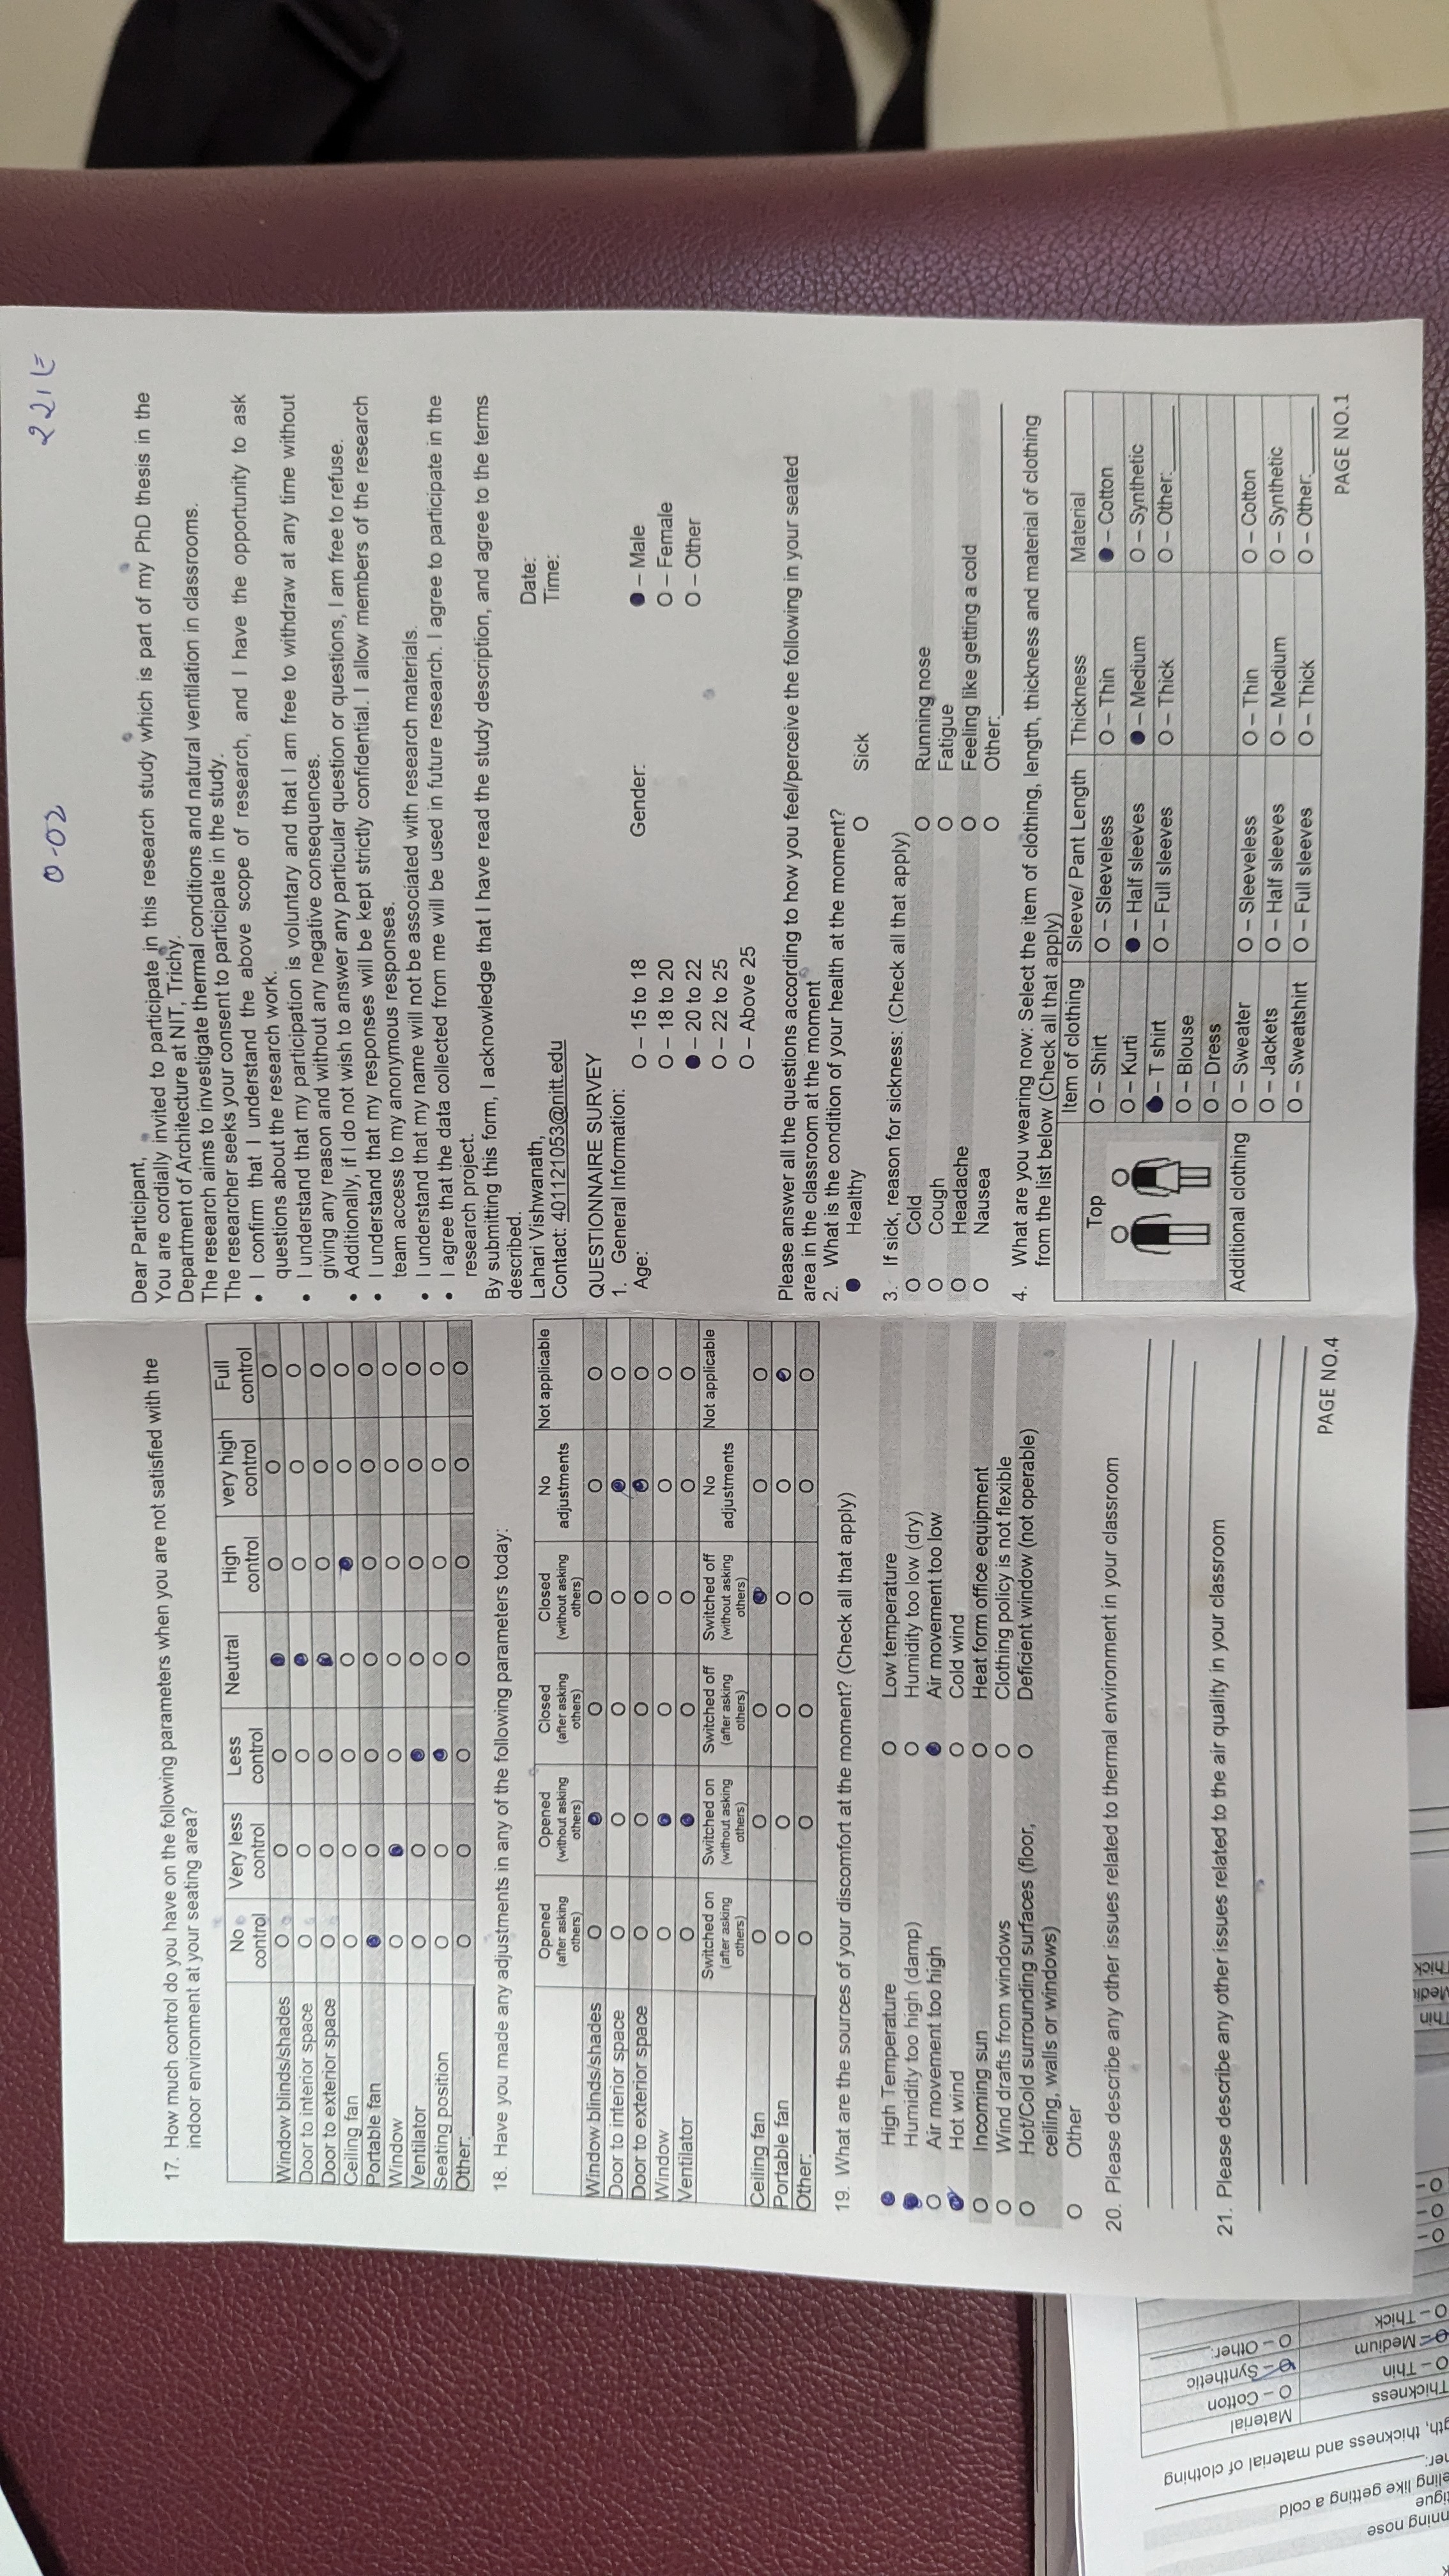 O-02
221E
17. How much control do you have on the following parameters when you are not satisfied with the
indoor environment at your seating area?
No control Very less control Less control Neutral High control very high control Full control
Window blinds/shades O O O ● O O O
Door to interior space O O O ● O O O
Door to exterior space O O O ● O O O
Ceiling fan O O O O ● O O
Portable fan ● O O O O O O
Window O ● O O O O O
Ventilator O O ● O O O O
Seating position O O ● O O O O
Other: O O O O O O O
18. Have you made any adjustments in any of the following parameters today:
Opened (after asking others) Opened (without asking others) Closed (after asking others) Closed (without asking others) No adjustments Not applicable
Window blinds/shades O ● O O O O
Door to interior space O O O O ● O
Door to exterior space O O O O ● O
Window O ● O O O O
Ventilator O ● O O O O
Switched on (after asking others) Switched on (without asking others) Switched off (after asking others) Switched off (without asking others) No adjustments Not applicable
Ceiling fan O O O ● O O
Portable fan O O O O ●
Other: O O O O O O
19. What are the sources of your discomfort at the moment? (Check all that apply)
● High Temperature O Low temperature
● Humidity too high (damp) O Humidity too low (dry)
O Air movement too high ● Air movement too low
● Hot wind O Cold wind
O Incoming sun O Heat form office equipment
O Wind drafts from windows O Clothing policy is not flexible
O Hot/Cold surrounding surfaces (floor, O Deficient window (not operable)
ceiling, walls or windows)
O Other
20. Please describe any other issues related to thermal environment in your classroom
21. Please describe any other issues related to the air quality in your classroom
PAGE NO.4
Dear Participant,
You are cordially invited to participate in this research study which is part of my PhD thesis in the
Department of Architecture at NIT, Trichy.
The research aims to investigate thermal conditions and natural ventilation in classrooms.
The researcher seeks your consent to participate in the study.
• I confirm that I understand the above scope of research, and I have the opportunity to ask
questions about the research work.
• I understand that my participation is voluntary and that I am free to withdraw at any time without
giving any reason and without any negative consequences.
• Additionally, if I do not wish to answer any particular question or questions, I am free to refuse.
• I understand that my responses will be kept strictly confidential. I allow members of the research
team access to my anonymous responses.
• I understand that my name will not be associated with research materials.
• I agree that the data collected from me will be used in future research. I agree to participate in the
research project.
By submitting this form, I acknowledge that I have read the study description, and agree to the terms
described.
Lahari Vishwanath, Date:
Contact: 401121053@nitt.edu Time:
QUESTIONNAIRE SURVEY
1. General Information:
Age: O – 15 to 18 Gender: ● – Male
O – 18 to 20 O – Female
● – 20 to 22 O – Other
O – 22 to 25
O – Above 25
Please answer all the questions according to how you feel/perceive the following in your seated
area in the classroom at the moment
2. What is the condition of your health at the moment?
● Healthy O Sick
3. If sick, reason for sickness: (Check all that apply)
O Cold O Running nose
O Cough O Fatigue
O Headache O Feeling like getting a cold
O Nausea O Other:
4. What are you wearing now: Select the item of clothing, length, thickness and material of clothing
from the list below (Check all that apply)
Item of clothing Sleeve/ Pant Length Thickness Material
Top O – Shirt O – Sleeveless O – Thin ● – Cotton
O – Kurti ● – Half sleeves ● – Medium O – Synthetic
● – T shirt O – Full sleeves O – Thick O – Other:
O – Blouse
O – Dress
Additional clothing O – Sweater O – Sleeveless O – Thin O – Cotton
O – Jackets O – Half sleeves O – Medium O – Synthetic
O – Sweatshirt O – Full sleeves O – Thick O – Other:
PAGE NO.1
gth, thickness and material of clothing
Thickness Material
O – Thin O – Cotton
O – Medium O – Synthetic
O – Thick O – Other:
eling like getting a cold
nning nose